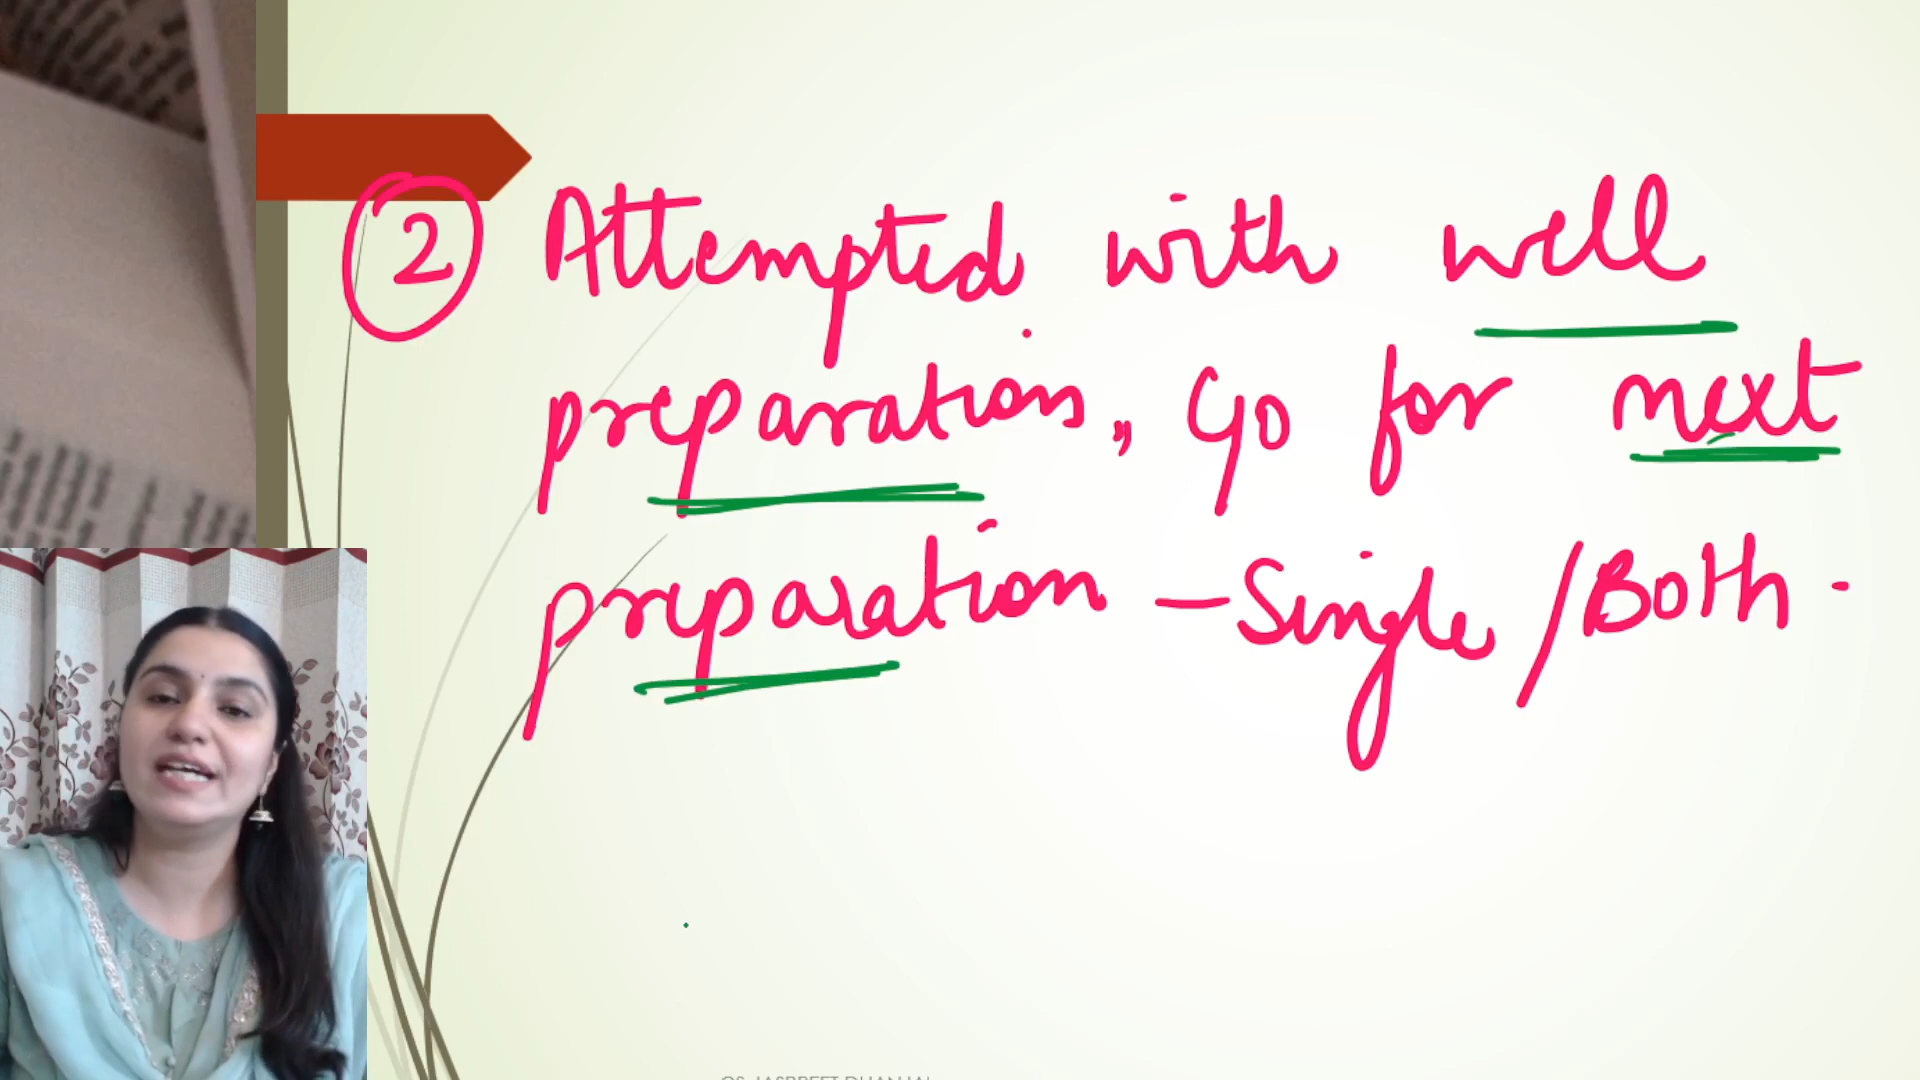 2 Attempted with well
preparation, Go for next
preparation – Single / Both.